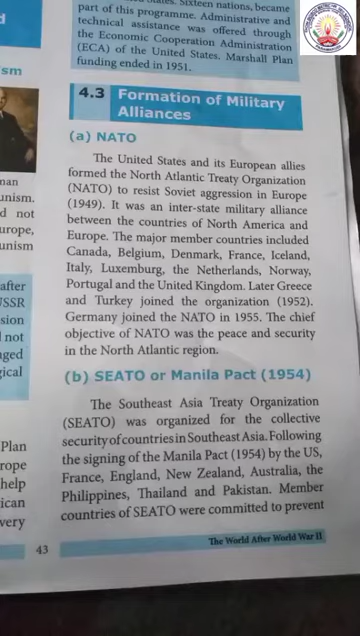 States. Sixteen nations, became
part of this programme. Administrative and
technical assistance was offered through
the Economic Cooperation Administration
(ECA) of the United States. Marshall Plan
funding ended in 1951.
ism
man
unism.
d not
urope,
unism
after
USSR
sion
not
nged
gical
Plan
rope
help
ican
very
4.3 Formation of Military
Alliances
(a) NATO
The United States and its European allies
formed the North Atlantic Treaty Organization
(NATO) to resist Soviet aggression in Europe
(1949). It was an inter-state military alliance
between the countries of North America and
Europe. The major member countries included
Canada, Belgium, Denmark, France, Iceland,
Italy, Luxemburg, the Netherlands, Norway,
Portugal and the United Kingdom. Later Greece
and Turkey joined the organization (1952).
Germany joined the NATO in 1955. The chief
objective of NATO was the peace and security
in the North Atlantic region.
(b) SEATO or Manila Pact (1954)
The Southeast Asia Treaty Organization
(SEATO) was organized for the collective
security of countries in Southeast Asia. Following
the signing of the Manila Pact (1954) by the US,
France, England, New Zealand, Australia, the
Philippines, Thailand and Pakistan. Member
countries of SEATO were committed to prevent
43
The World After World War II